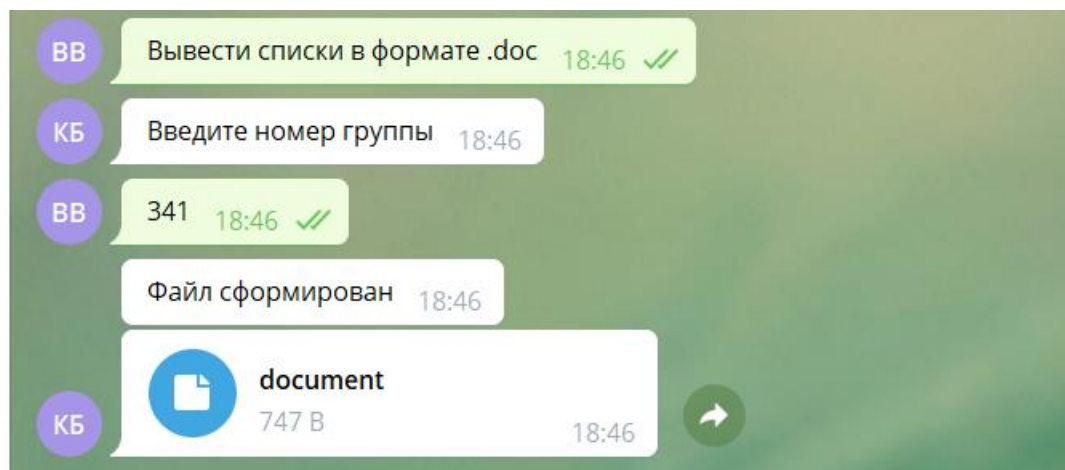 ВВ
Вывести списки в формате .doc 18:46
КБ
Введите номер группы 18:46
ВВ
341 18:46
Файл сформирован 18:46
document
747 B
КБ
18:46